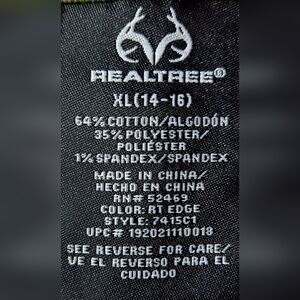 REALTREE®
XL(14-16)
64% COTTON/ALGODÓN
35% POLYESTER/
POLIÉSTER
1% SPANDEX/SPANDEX
MADE IN CHINA/
HECHO EN CHINA
RN# 52469
COLOR: RT EDGE
STYLE: 7415C1
UPC# 192021110018
SEE REVERSE FOR CARE/
VE EL REVERSO PARA EL
CUIDADO